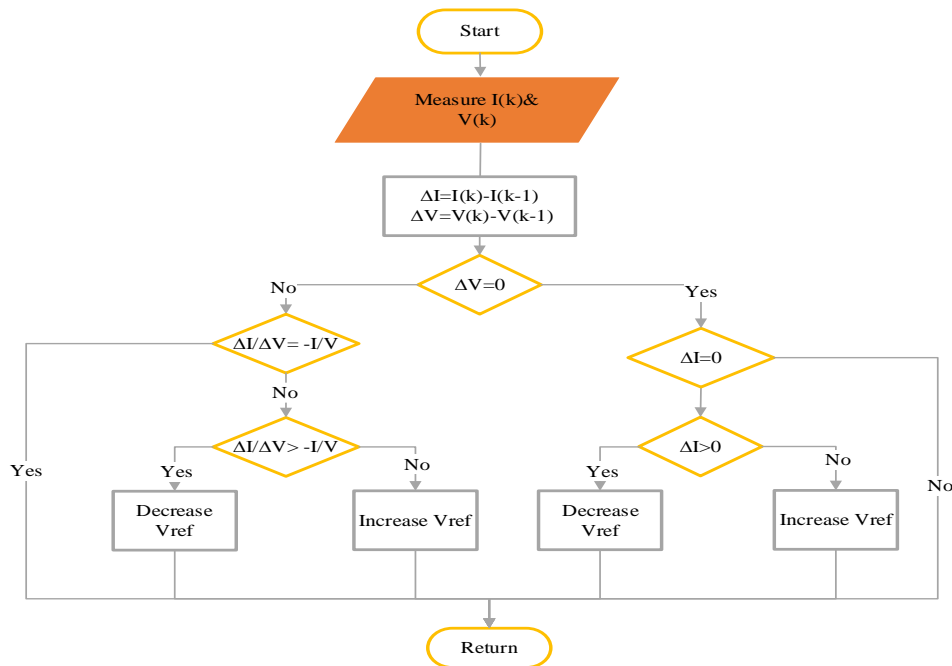 Start
Measure I(k)&
V(k)
ΔI=I(k)-I(k-1)
ΔV=V(k)-V(k-1)
ΔV=0
No
Yes
ΔI/ΔV= -I/V
ΔI=0
No
ΔI/ΔV> -I/V
ΔI>0
Yes
Yes
No
Yes
No
No
Decrease
Vref
Increase Vref
Decrease
Vref
Increase Vref
Return